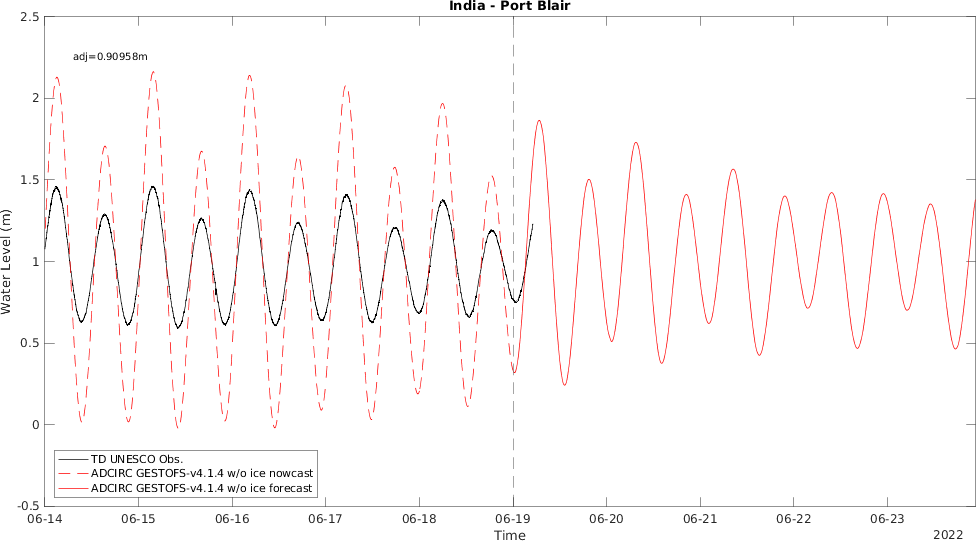 India - Port Blair
2.5
adj=0.90958m
2
1.5
1
0.5
0
-0.5
Water Level (m)
TD UNESCO Obs.
ADCIRC GESTOFS-v4.1.4 w/o ice nowcast
ADCIRC GESTOFS-v4.1.4 w/o ice forecast
06-14 06-15 06-16 06-17 06-18 06-19 06-20 06-21 06-22 06-23
Time
2022